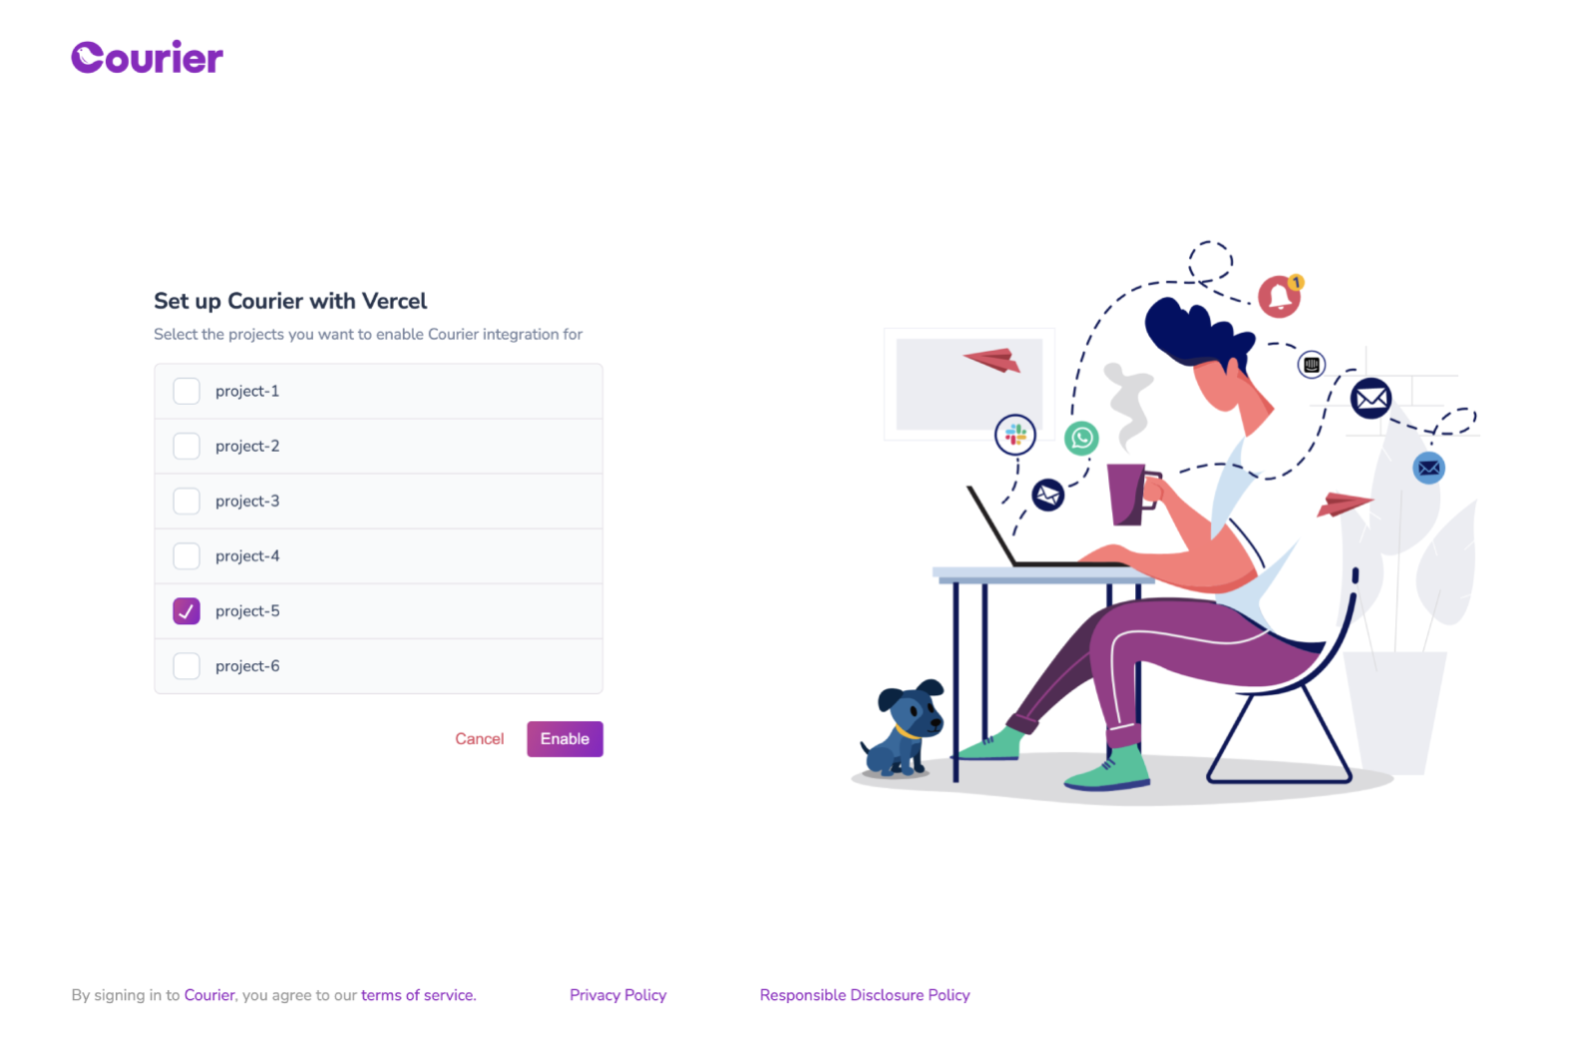 Courier
Set up Courier with Vercel
Select the projects you want to enable Courier integration for
project-1
project-2
project-3
project-4
project-5
project-6
Cancel
Enable
1
By signing in to Courier, you agree to our terms of service.
Privacy Policy
Responsible Disclosure Policy